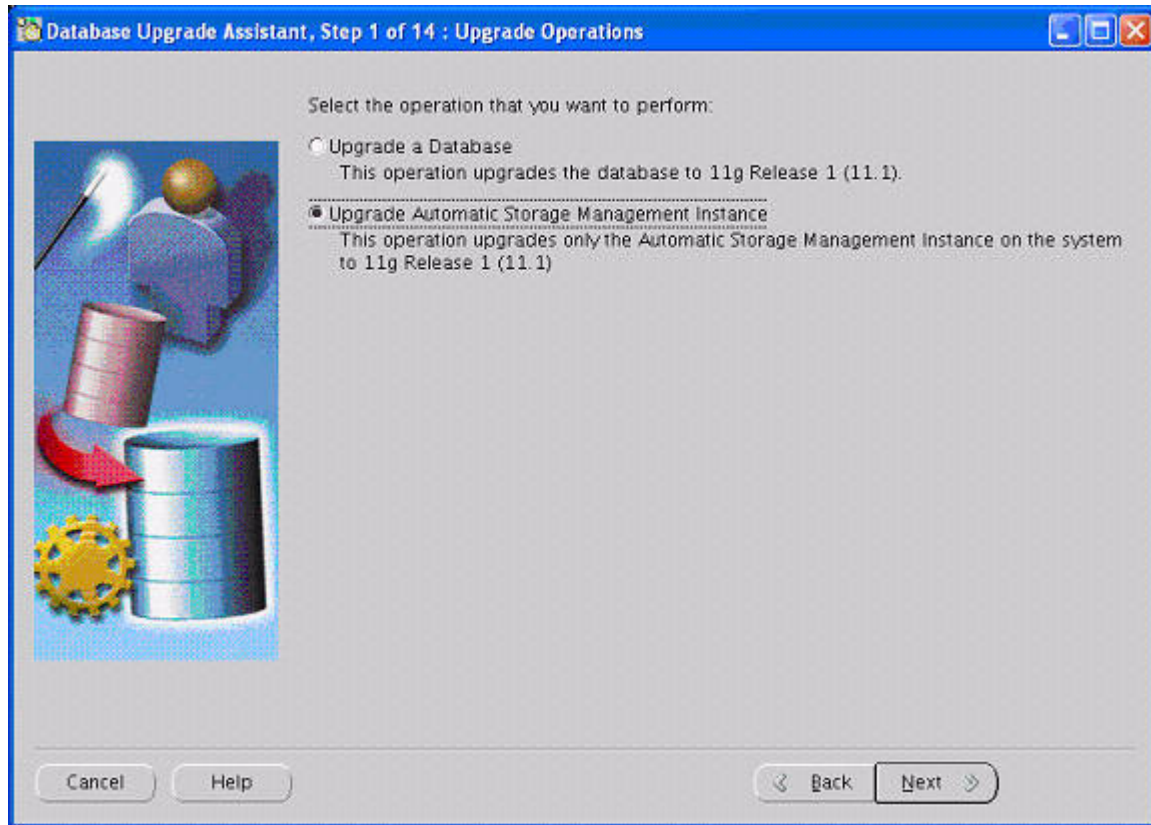 Database Upgrade Assistant, Step 1 of 14 : Upgrade Operations
Select the operation that you want to perform:
Upgrade a Database
This operation upgrades the database to 11g Release 1 (11.1).
Upgrade Automatic Storage Management Instance
This operation upgrades only the Automatic Storage Management Instance on the system
to 11g Release 1 (11.1)
Cancel
Help
Back
Next